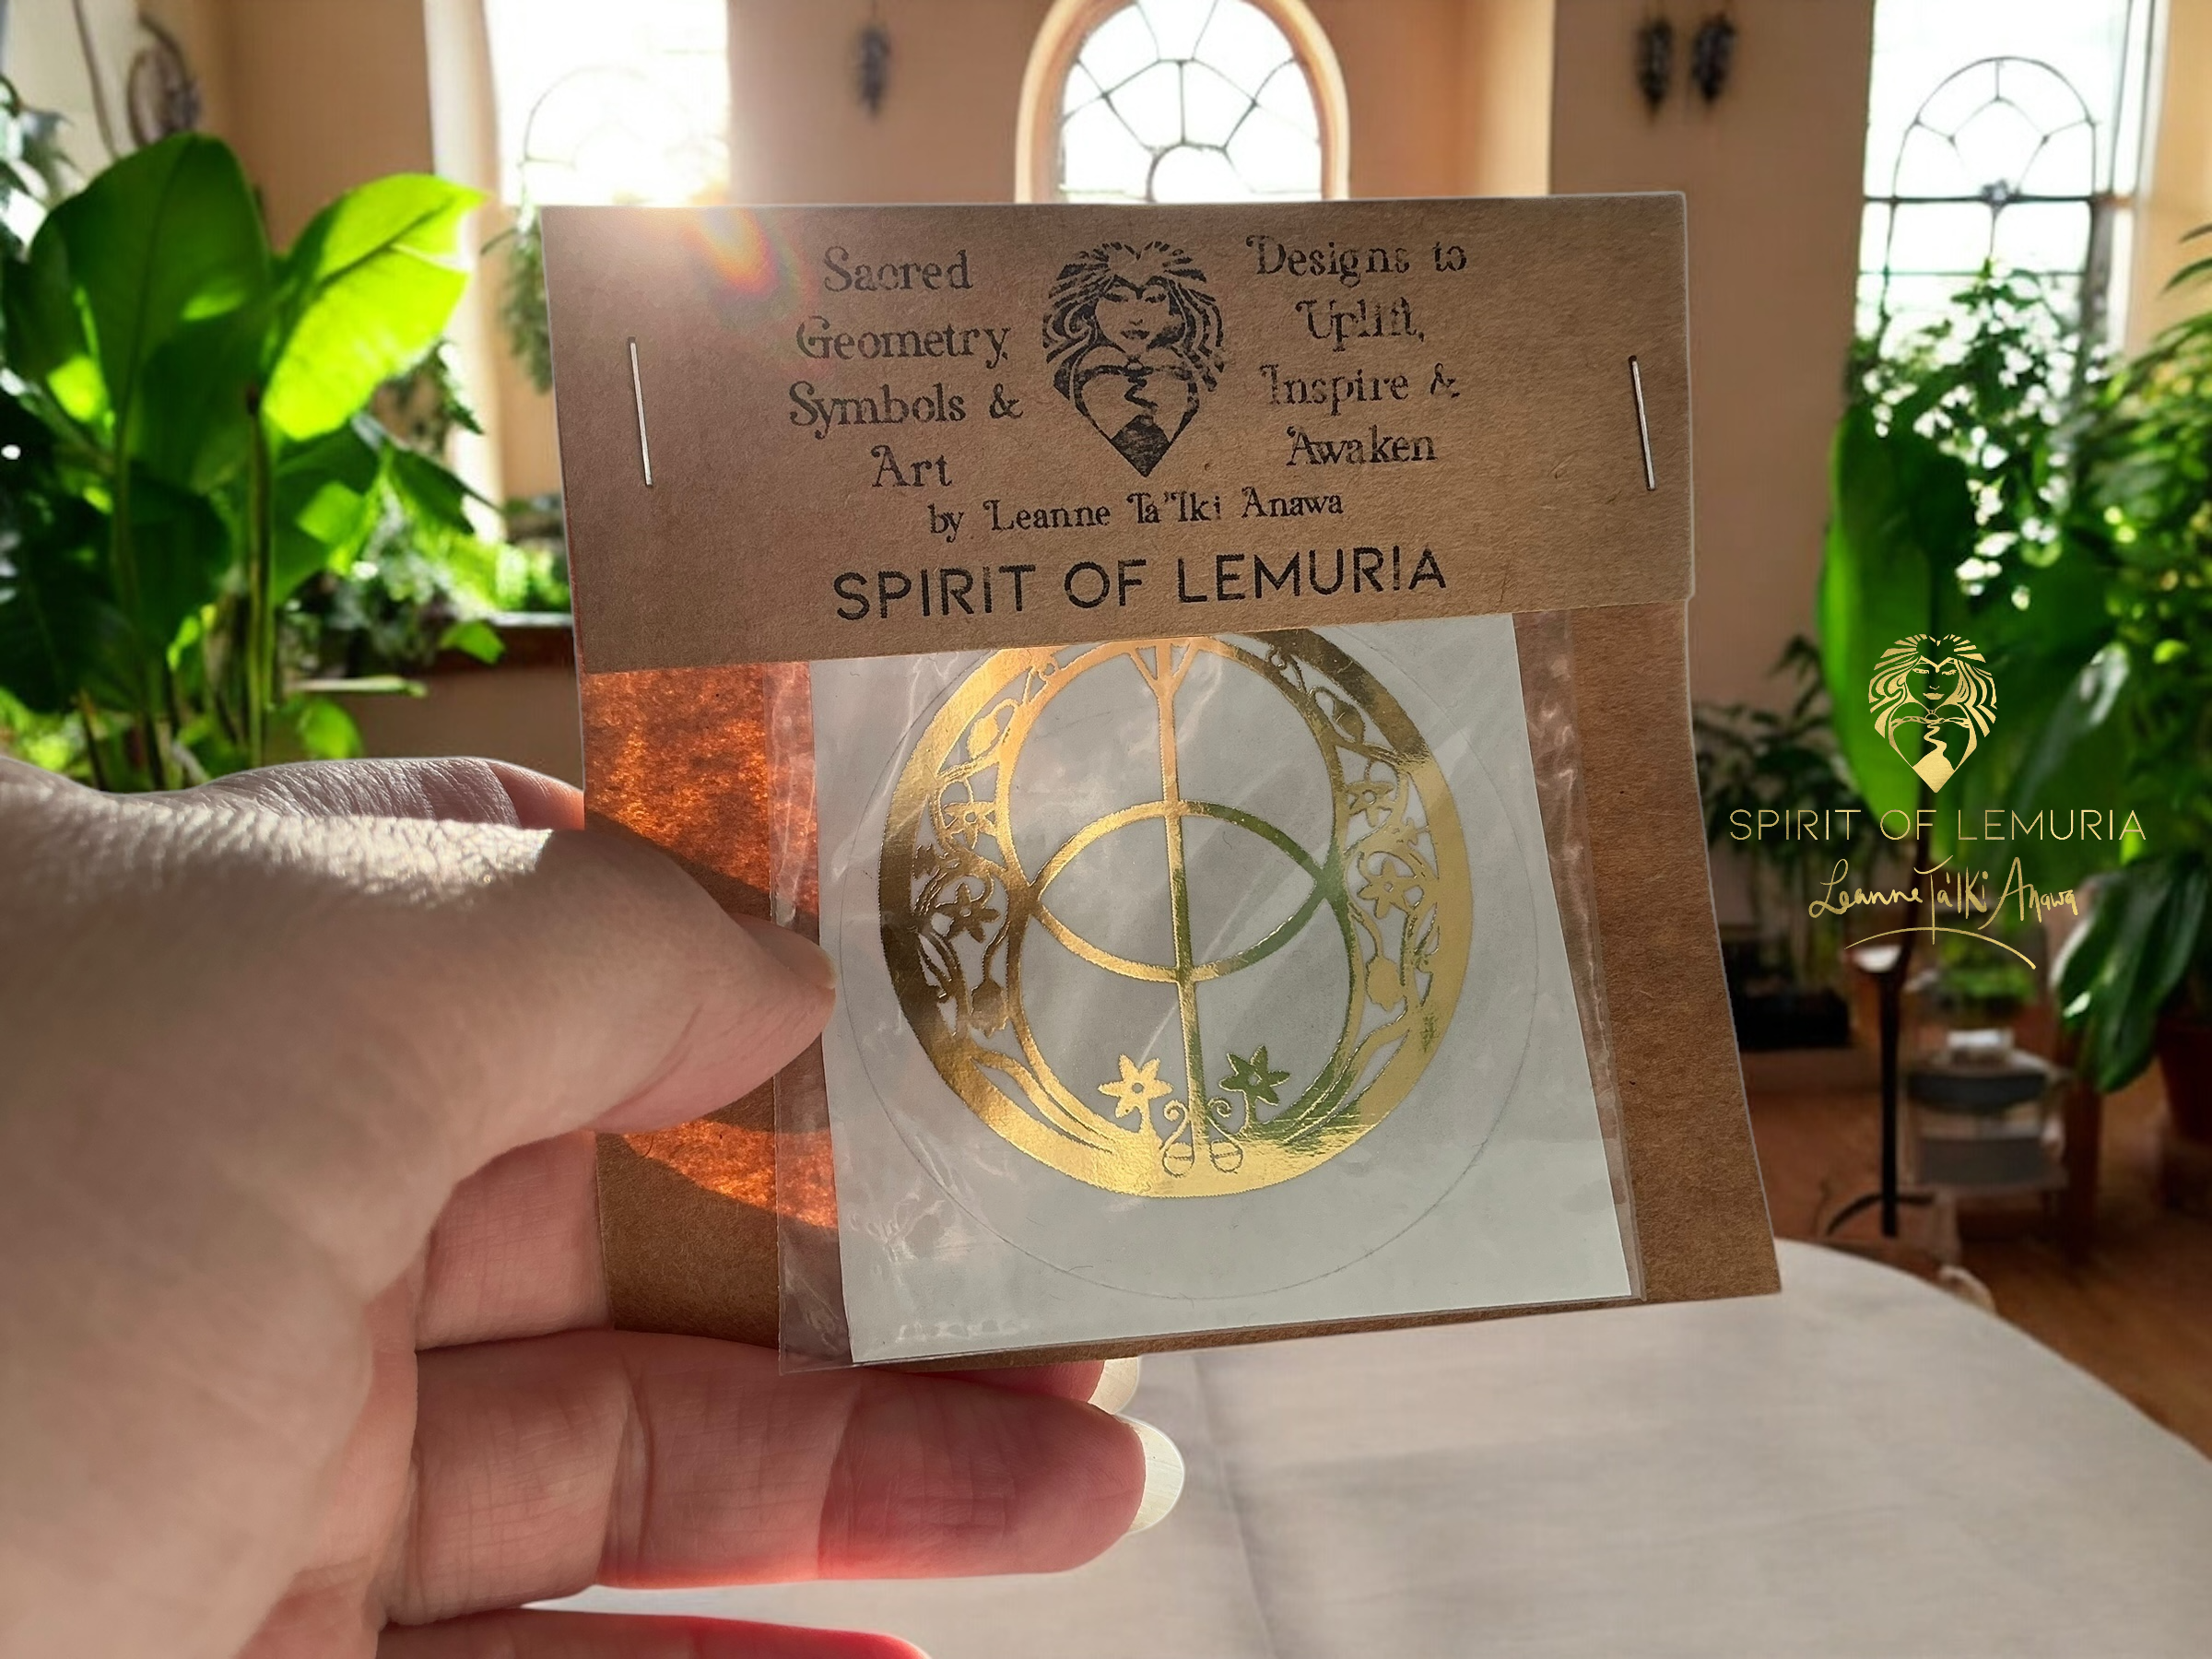 Sacred
Geometry,
Symbols &
Art
Designs to
Uplift,
Inspire &
Awaken
by Leanne Ta'Iki Anawa
SPIRIT OF LEMURIA
SPIRIT OF LEMURIA
Leanne Ta'Iki Anawa